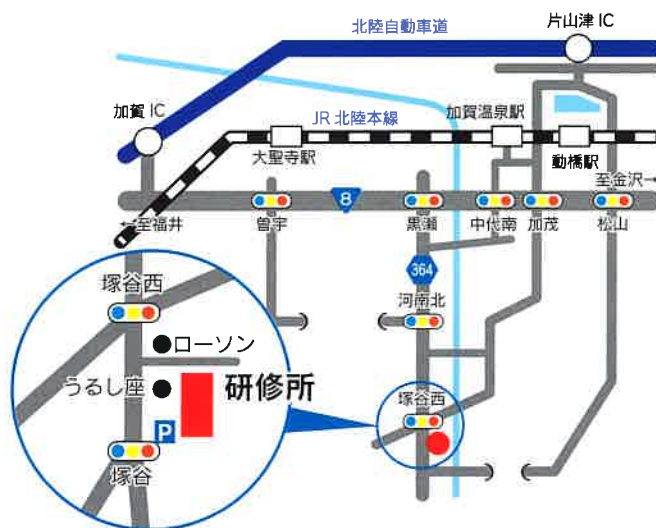 北陸自動車道
片山津 IC
加賀 IC
JR 北陸本線
加賀温泉駅
大聖寺駅
動橋駅
至金沢→
8
←至福井
曽宇
黒瀬
中代南
加茂
松山
364
河南北
塚谷西
塚谷西
ローソン
うるし座
研修所
P
塚谷